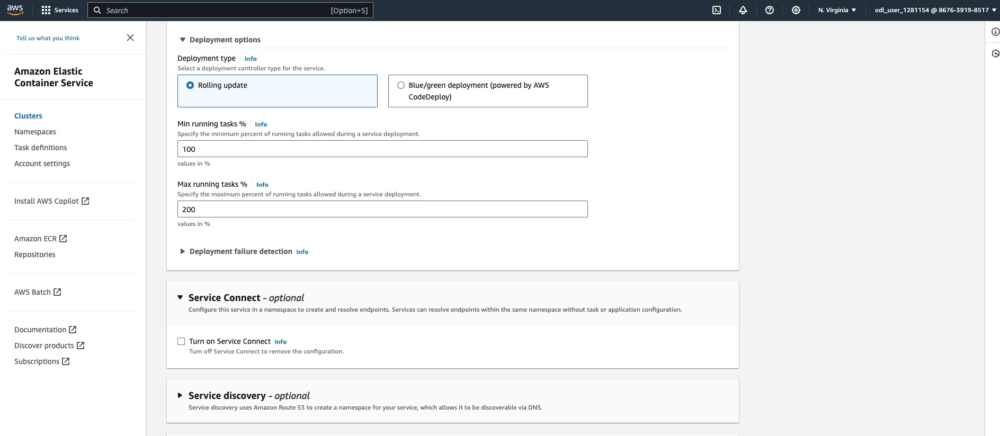 aws
Services
Search
[Option+S]
N. Virginia
odl_user_1281154 @ 8676-3919-8517
Tell us what you think
Amazon Elastic
Container Service
Clusters
Namespaces
Task definitions
Account settings
Install AWS Copilot
Amazon ECR
Repositories
AWS Batch
Documentation
Discover products
Subscriptions
Deployment options
Deployment type Info
Select a deployment controller type for the service.
Rolling update
Blue/green deployment (powered by AWS
CodeDeploy)
Min running tasks % Info
Specify the minimum percent of running tasks allowed during a service deployment.
100
values in %
Max running tasks % Info
Specify the maximum percent of running tasks allowed during a service deployment.
200
values in %
Deployment failure detection Info
Service Connect - optional
Configure this service in a namespace to create and resolve endpoints. Services can resolve endpoints within the same namespace without task or application configuration.
Turn on Service Connect Info
Turn off Service Connect to remove the configuration.
Service discovery - optional
Service discovery uses Amazon Route 53 to create a namespace for your service, which allows it to be discoverable via DNS.